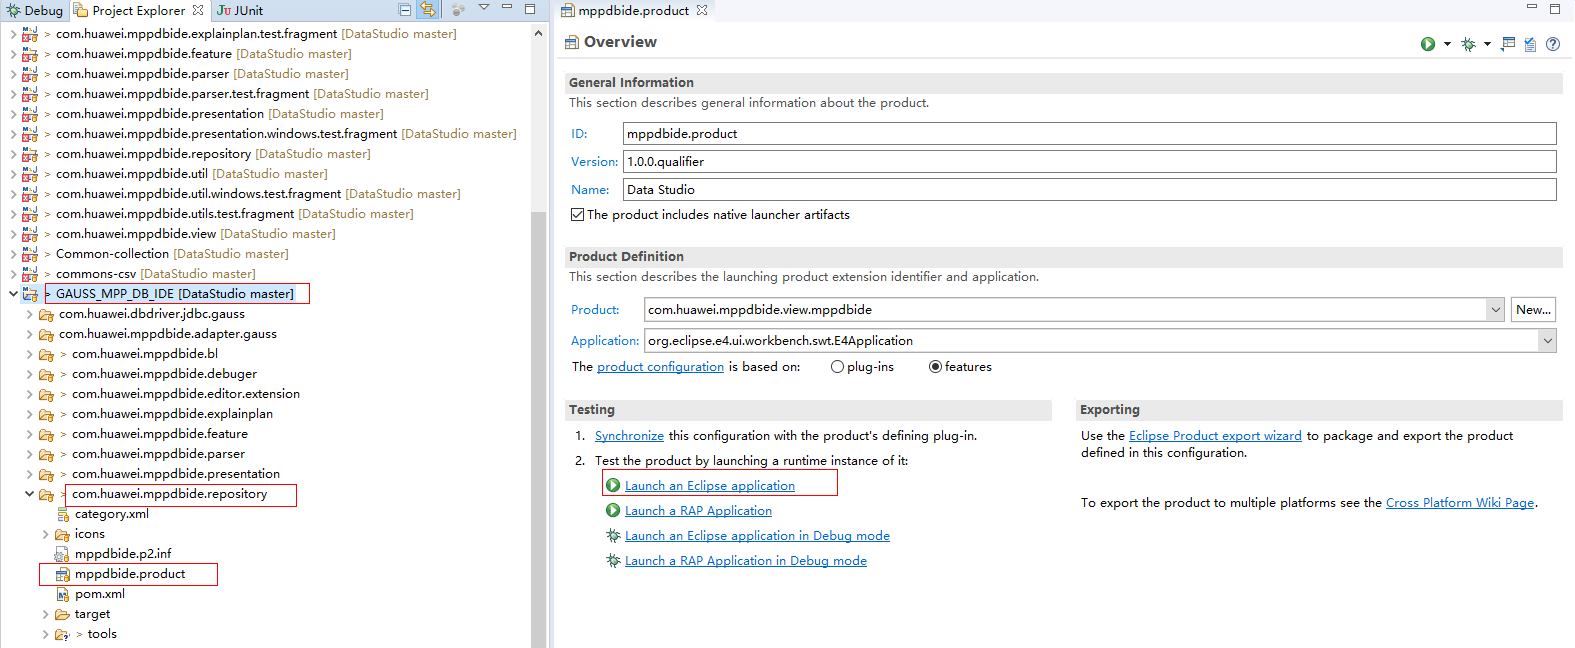 Debug Project Explorer JUnit
> com.huawei.mppdbide.explainplan.test.fragment [DataStudio master]
> com.huawei.mppdbide.feature [DataStudio master]
> com.huawei.mppdbide.parser [DataStudio master]
> com.huawei.mppdbide.parser.test.fragment [DataStudio master]
> com.huawei.mppdbide.presentation [DataStudio master]
> com.huawei.mppdbide.presentation.windows.test.fragment [DataStudio master]
> com.huawei.mppdbide.repository [DataStudio master]
> com.huawei.mppdbide.util [DataStudio master]
> com.huawei.mppdbide.util.windows.test.fragment [DataStudio master]
> com.huawei.mppdbide.utils.test.fragment [DataStudio master]
> com.huawei.mppdbide.view [DataStudio master]
> Common-collection [DataStudio master]
> commons-csv [DataStudio master]
> GAUSS_MPP_DB_IDE [DataStudio master]
com.huawei.dbdriver.jdbc.gauss
com.huawei.mppdbide.adapter.gauss
> com.huawei.mppdbide.bl
> com.huawei.mppdbide.debuger
> com.huawei.mppdbide.editor.extension
> com.huawei.mppdbide.explainplan
> com.huawei.mppdbide.feature
> com.huawei.mppdbide.parser
> com.huawei.mppdbide.presentation
> com.huawei.mppdbide.repository
category.xml
icons
mppdbide.p2.inf
mppdbide.product
pom.xml
target
> tools
mppdbide.product
Overview
General Information
This section describes general information about the product.
ID: mppdbide.product
Version: 1.0.0.qualifier
Name: Data Studio
The product includes native launcher artifacts
Product Definition
This section describes the launching product extension identifier and application.
Product: com.huawei.mppdbide.view.mppdbide New...
Application: org.eclipse.e4.ui.workbench.swt.E4Application
The product configuration is based on: plug-ins features
Testing
1. Synchronize this configuration with the product's defining plug-in.
2. Test the product by launching a runtime instance of it:
Launch an Eclipse application
Launch a RAP Application
Launch an Eclipse application in Debug mode
Launch a RAP Application in Debug mode
Exporting
Use the Eclipse Product export wizard to package and export the product
defined in this configuration.
To export the product to multiple platforms see the Cross Platform Wiki Page.